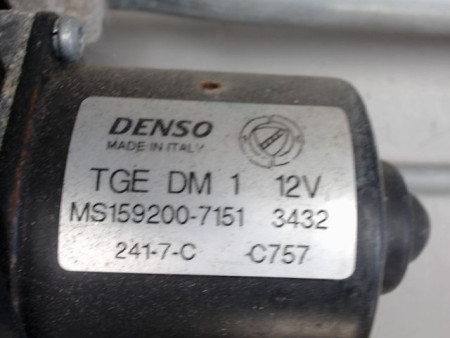 DENSO
MADE IN ITALY
TGE DM 1 12V
MS159200-7151 3432
241-7-C C757